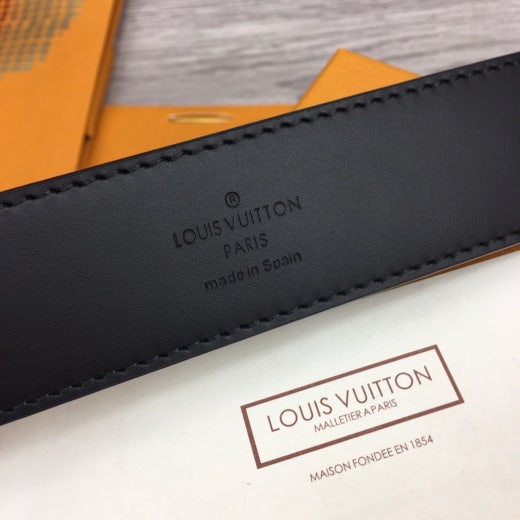 ®
LOUIS VUITTON
PARIS
made in Spain
LOUIS VUITTON
MALLETIER A PARIS
MAISON FONDEE EN 1854